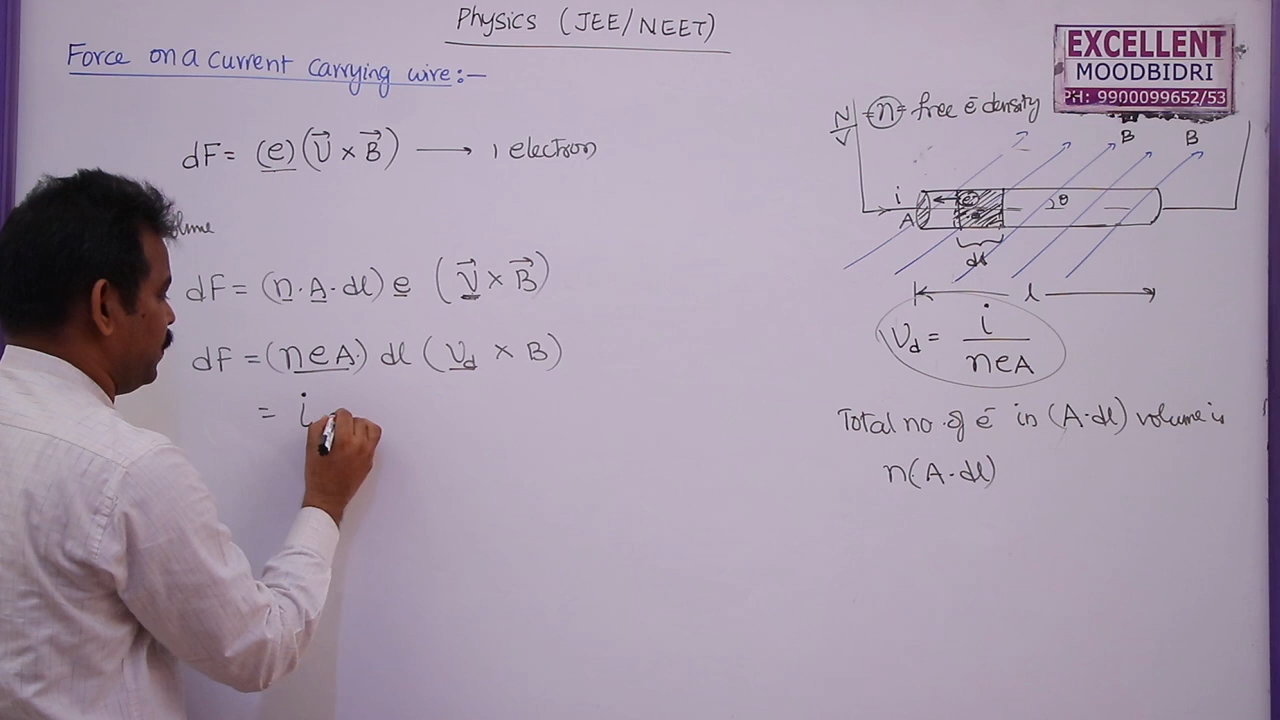 Physics (JEE/NEET)
Force on a current carrying wire:-
EXCELLENT
MOODBIDRI
PH: 9900099652/53
dF = (e) (V⃗ × B⃗) ⟶ 1 electron
dF = (n·A·dl) e (V⃗ × B⃗)
dF = (neA·) dl (Vd × B)
= i
N/V = n = free ē density
B B
i
A
e
θ
dl
l
Vd = i/neA
Total no. of ē in (A·dl) volume is
n(A·dl)